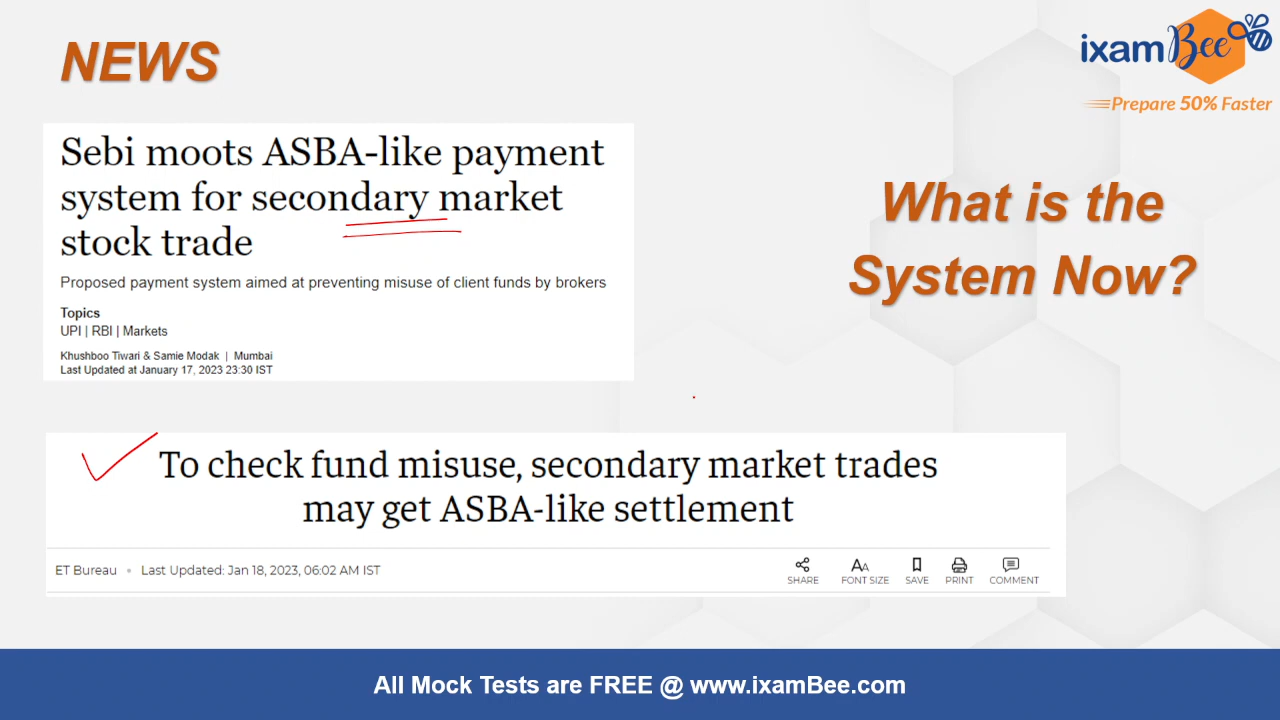 NEWS
ixamBee
Prepare 50% Faster
Sebi moots ASBA-like payment
system for secondary market
stock trade
Proposed payment system aimed at preventing misuse of client funds by brokers
Topics
UPI | RBI | Markets
Khushboo Tiwari & Samie Modak | Mumbai
Last Updated at January 17, 2023 23:30 IST
What is the
System Now?
To check fund misuse, secondary market trades
may get ASBA-like settlement
ET Bureau • Last Updated: Jan 18, 2023, 06:02 AM IST
AA
SHARE FONT SIZE SAVE PRINT COMMENT
All Mock Tests are FREE @ www.ixamBee.com